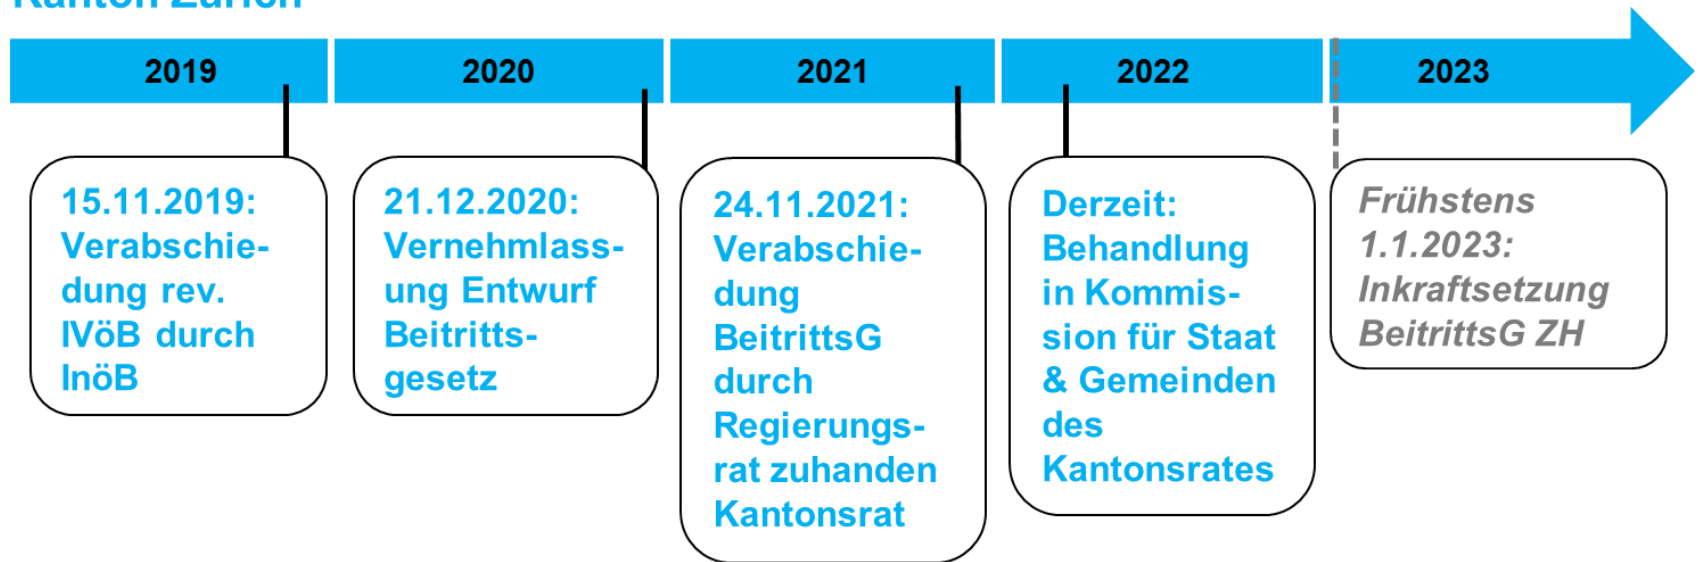 Kanton Zürich
2019
2020
2021
2022
2023
15.11.2019:
Verabschie-
dung rev.
IVöB durch
InöB
21.12.2020:
Vernehmlass-
ung Entwurf
Beitritts-
gesetz
24.11.2021:
Verabschie-
dung
BeitrittsG
durch
Regierungs-
rat zuhanden
Kantonsrat
Derzeit:
Behandlung
in Kommis-
sion für Staat
& Gemeinden
des
Kantonsrates
Frühstens
1.1.2023:
Inkraftsetzung
BeitrittsG ZH